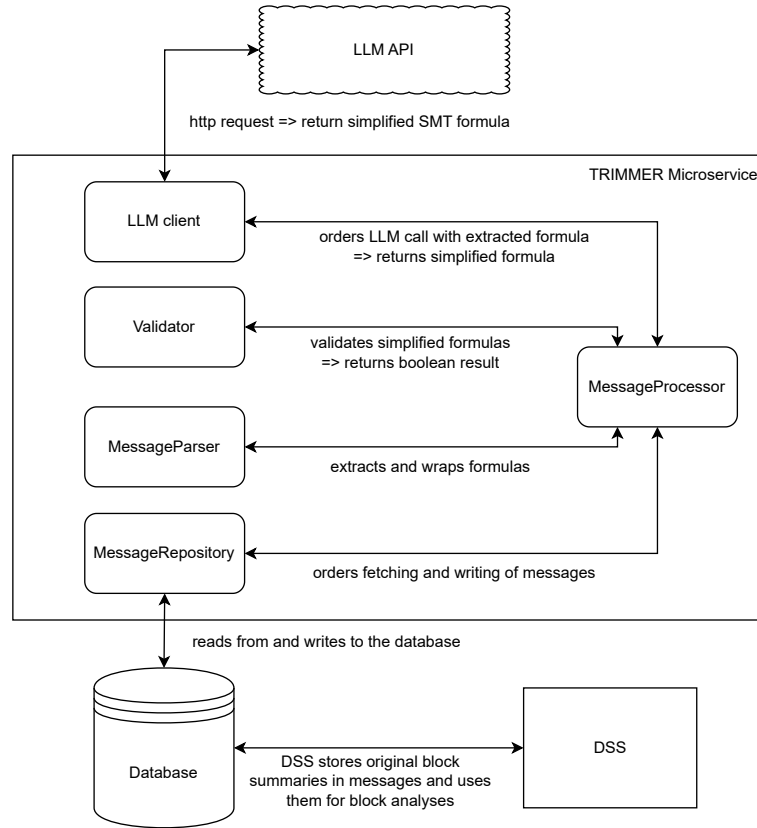 LLM API
http request => return simplified SMT formula
TRIMMER Microservice
LLM client
orders LLM call with extracted formula
=> returns simplified formula
Validator
validates simplified formulas
=> returns boolean result
MessageProcessor
MessageParser
extracts and wraps formulas
MessageRepository
orders fetching and writing of messages
reads from and writes to the database
Database
DSS stores original block
summaries in messages and uses
them for block analyses
DSS